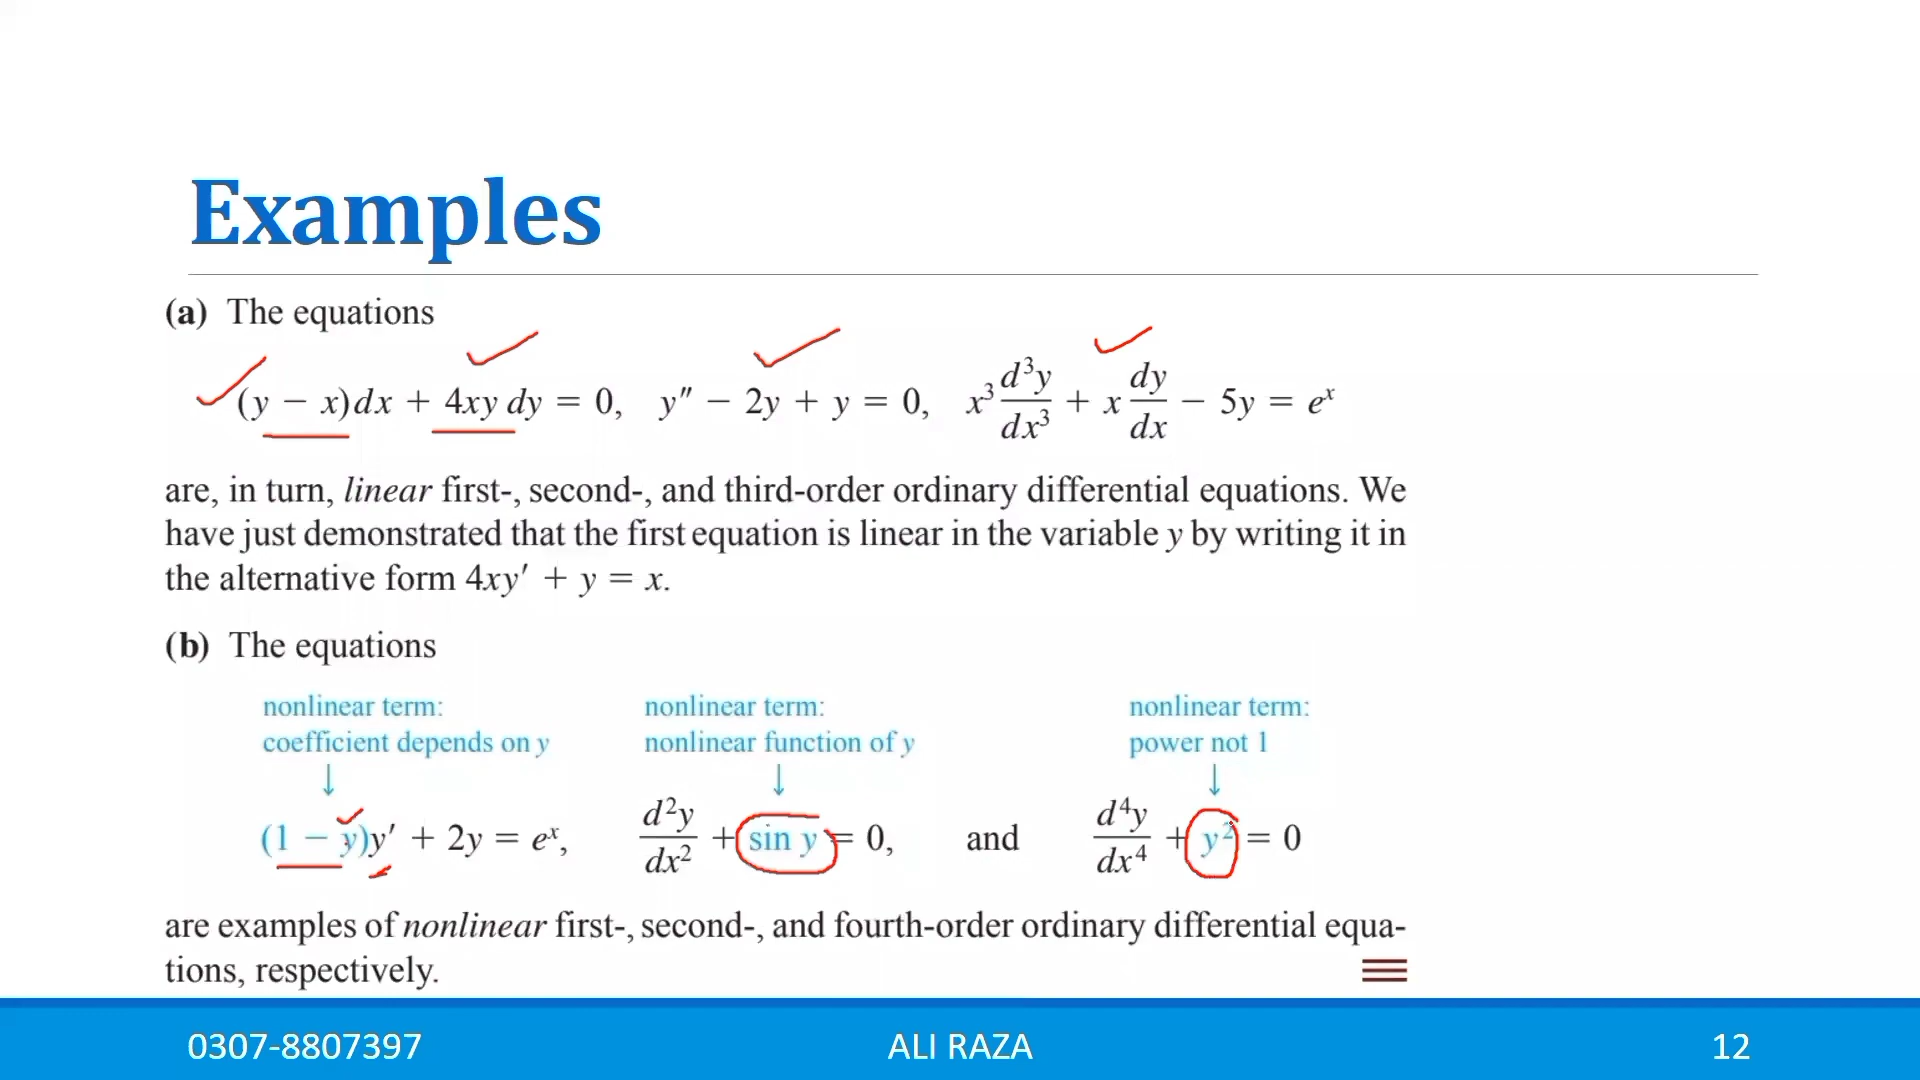 Examples
(a) The equations
(y − x)dx + 4xy dy = 0, y″ − 2y + y = 0, x³ d³y/dx³ + x dy/dx − 5y = eˣ
are, in turn, linear first-, second-, and third-order ordinary differential equations. We
have just demonstrated that the first equation is linear in the variable y by writing it in
the alternative form 4xy′ + y = x.
(b) The equations
nonlinear term: nonlinear term: nonlinear term:
coefficient depends on y nonlinear function of y power not 1
(1 − y)y′ + 2y = eˣ, d²y/dx² + sin y = 0, and d⁴y/dx⁴ + y² = 0
are examples of nonlinear first-, second-, and fourth-order ordinary differential equa-
tions, respectively.
0307-8807397 ALI RAZA 12